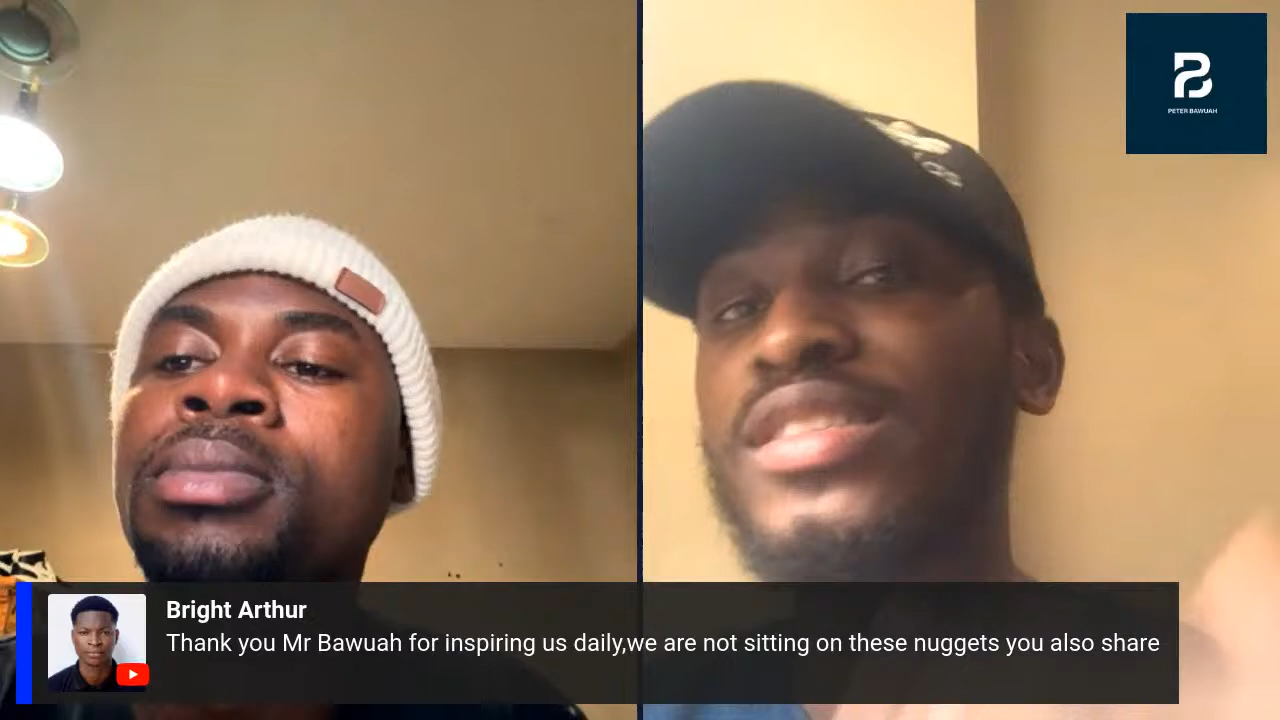 PETER BAWUAH
Bright Arthur
Thank you Mr Bawuah for inspiring us daily,we are not sitting on these nuggets you also share